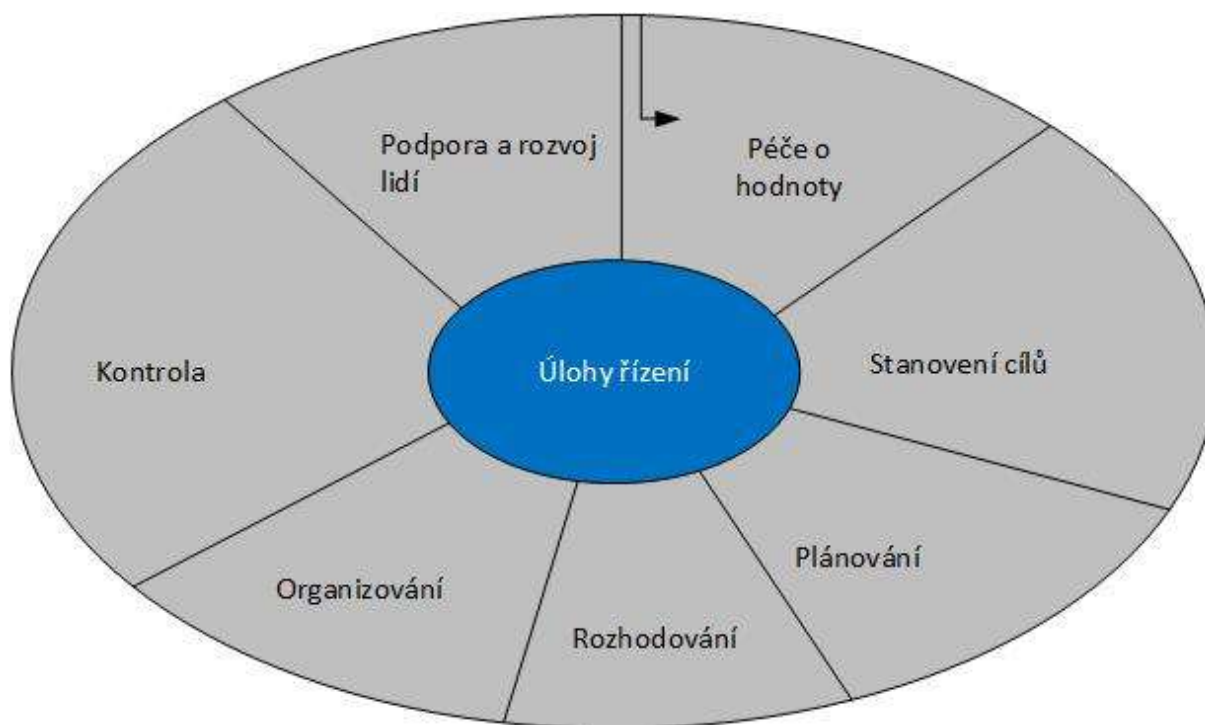 Podpora a rozvoj
lidí
Péče o
hodnoty
Kontrola
Úlohy řízení
Stanovení cílů
Organizování
Rozhodování
Plánování